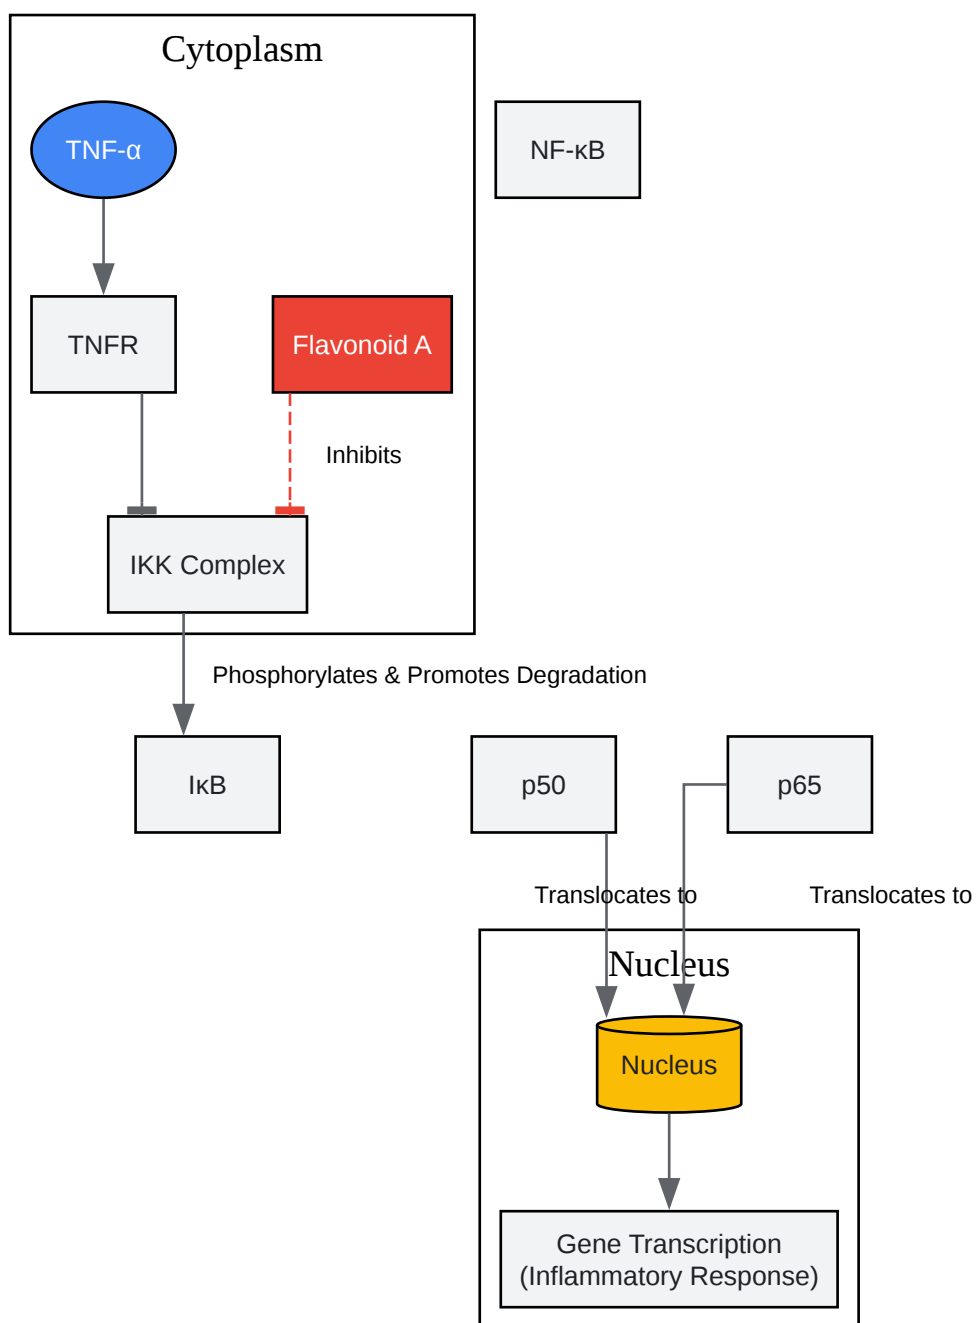 Cytoplasm
TNF-α
NF-κB
TNFR
Flavonoid A
Inhibits
IKK Complex
Phosphorylates & Promotes Degradation
IκB
p50
p65
Translocates to
Translocates to
Nucleus
Nucleus
Gene Transcription
(Inflammatory Response)